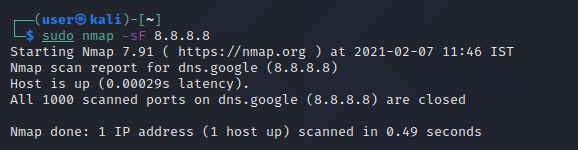 ┌──(user㉿kali)-[~]
└─$ sudo nmap -sF 8.8.8.8
Starting Nmap 7.91 ( https://nmap.org ) at 2021-02-07 11:46 IST
Nmap scan report for dns.google (8.8.8.8)
Host is up (0.00029s latency).
All 1000 scanned ports on dns.google (8.8.8.8) are closed

Nmap done: 1 IP address (1 host up) scanned in 0.49 seconds